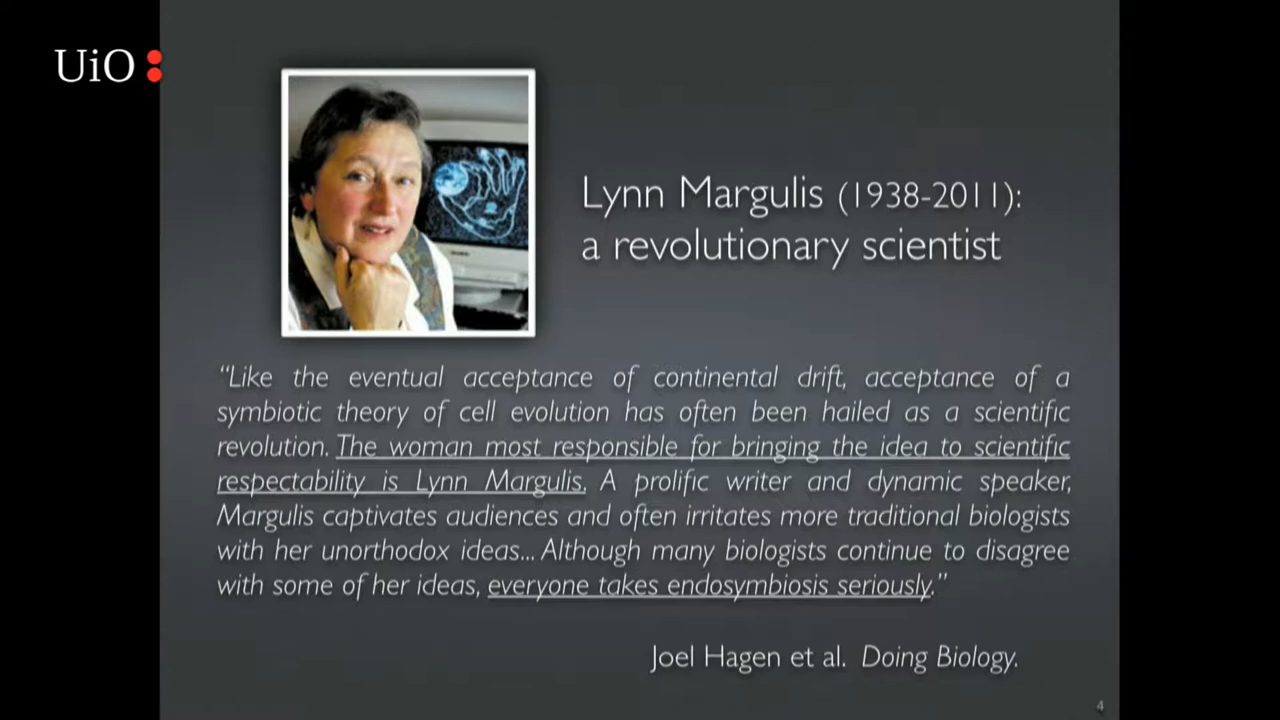 UiO:
Lynn Margulis (1938-2011):
a revolutionary scientist
“Like the eventual acceptance of continental drift, acceptance of a
symbiotic theory of cell evolution has often been hailed as a scientific
revolution. The woman most responsible for bringing the idea to scientific
respectability is Lynn Margulis. A prolific writer and dynamic speaker,
Margulis captivates audiences and often irritates more traditional biologists
with her unorthodox ideas... Although many biologists continue to disagree
with some of her ideas, everyone takes endosymbiosis seriously.”
Joel Hagen et al. Doing Biology.
4